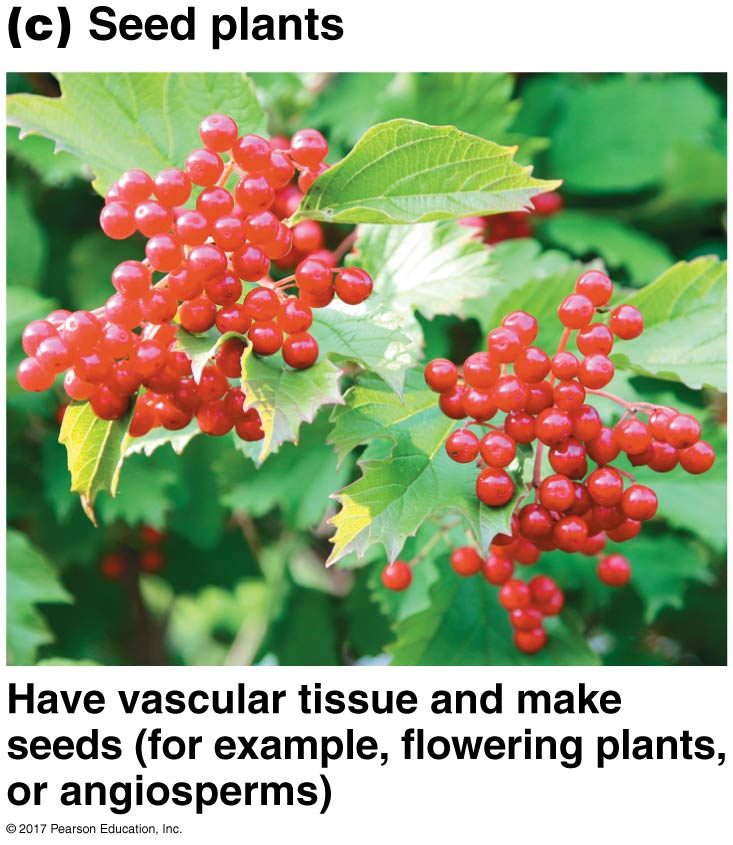 (c) Seed plants
Have vascular tissue and make
seeds (for example, flowering plants,
or angiosperms)
© 2017 Pearson Education, Inc.